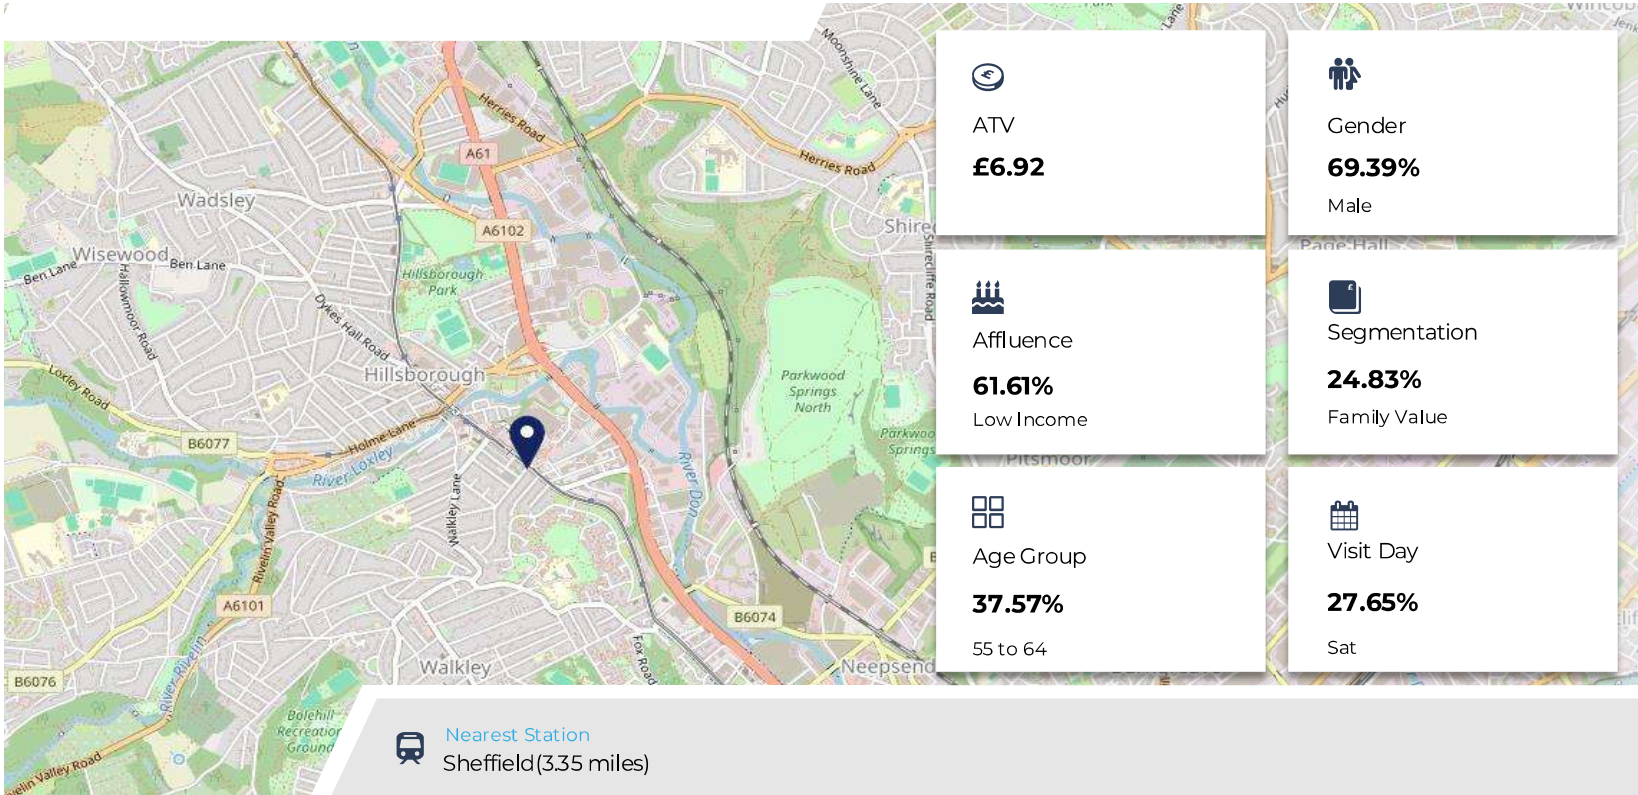 Moonshine Lane
Herries Road
A61
Herries Road
Wadsley
A6102
Wisewood
Ben Lane
Ben Lane
Hallowmoor Road
Hillsborough
Park
Dykes Hall Road
Shirecliffe Road
Hillsborough
Loxley Road
Parkwood
Springs
North
B6077
Holme Lane
River Loxley
River Don
Walkley Lane
Rivelin Valley Road
A6101
B6074
Fox Road
Walkley
Neepsend
B6076
River Rivelin
Bolehill
Recreation
Ground
Page Hall
Pitsmoor
ATV
£6.92
Gender
69.39%
Male
Affluence
61.61%
Low Income
Segmentation
24.83%
Family Value
Age Group
37.57%
55 to 64
Visit Day
27.65%
Sat
Nearest Station
Sheffield(3.35 miles)